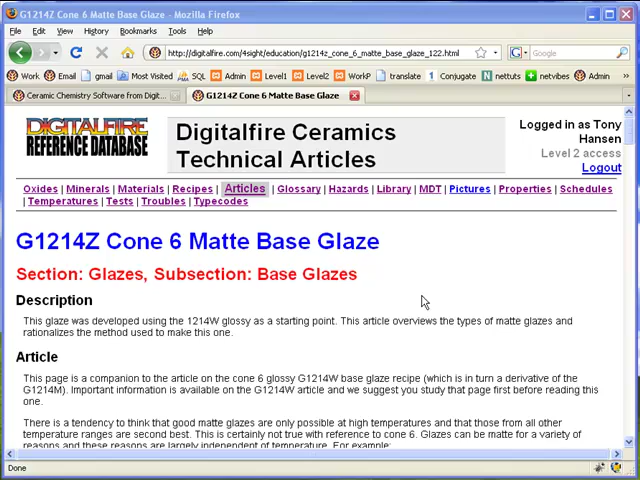 G1214Z Cone 6 Matte Base Glaze - Mozilla Firefox
File Edit View History Bookmarks Tools Help
http://digitalfire.com/4sight/education/g1214z_cone_6_matte_base_glaze_122.html Google
Work Email gmail Most Visited SQL Admin Level1 Level2 WorkP translate Conjugate nettuts netvibes Admin
Ceramic Chemistry Software from Digit... G1214Z Cone 6 Matte Base Glaze
DIGITALFIRE
REFERENCE DATABASE
Digitalfire Ceramics
Technical Articles
Logged in as Tony
Hansen
Level 2 access
Logout
Oxides | Minerals | Materials | Recipes | Articles | Glossary | Hazards | Library | MDT | Pictures | Properties | Schedules
| Temperatures | Tests | Troubles | Typecodes
G1214Z Cone 6 Matte Base Glaze
Section: Glazes, Subsection: Base Glazes
Description
This glaze was developed using the 1214W glossy as a starting point. This article overviews the types of matte glazes and
rationalizes the method used to make this one.
Article
This page is a companion to the article on the cone 6 glossy G1214W base glaze recipe (which is in turn a derivative of the
G1214M). Important information is available on the G1214W article and we suggest you study that page first before reading this
one.
There is a tendency to think that good matte glazes are only possible at high temperatures and that those from all other
temperature ranges are second best. This is certainly not true with reference to cone 6. Glazes can be matte for a variety of
reasons and these reasons are largely independent of temperature. For example:
Done